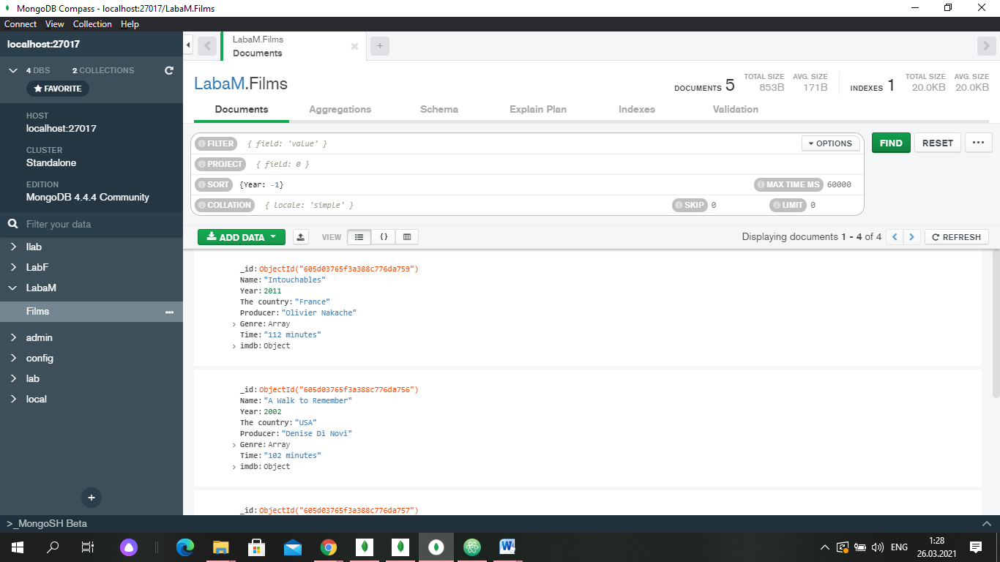 MongoDB Compass - localhost:27017/LabaM.Films
Connect View Collection Help
localhost:27017
4 DBS 2 COLLECTIONS
FAVORITE
HOST
localhost:27017
CLUSTER
Standalone
EDITION
MongoDB 4.4.4 Community
Filter your data
llab
LabF
LabaM
Films
admin
config
lab
local
>_MongoSH Beta
LabaM.Films
Documents
LabaM.Films
DOCUMENTS 5
TOTAL SIZE 853B
AVG. SIZE 171B
INDEXES 1
TOTAL SIZE 20.0KB
AVG. SIZE 20.0KB
Documents Aggregations Schema Explain Plan Indexes Validation
FILTER { field: 'value' } OPTIONS FIND RESET
PROJECT { field: 0 }
SORT {Year: -1} MAX TIME MS 60000
COLLATION { locale: 'simple' } SKIP 0 LIMIT 0
ADD DATA VIEW {} Displaying documents 1 - 4 of 4 REFRESH
_id: ObjectId("605d03765f3a388c776da759")
Name: "Intouchables"
Year: 2011
The country: "France"
Producer: "Olivier Nakache"
Genre: Array
Time: "112 minutes"
imdb: Object
_id: ObjectId("605d03765f3a388c776da756")
Name: "A Walk to Remember"
Year: 2002
The country: "USA"
Producer: "Denise Di Novi"
Genre: Array
Time: "102 minutes"
imdb: Object
_id: ObjectId("605d03765f3a388c776da757")
ENG
1:28
26.03.2021